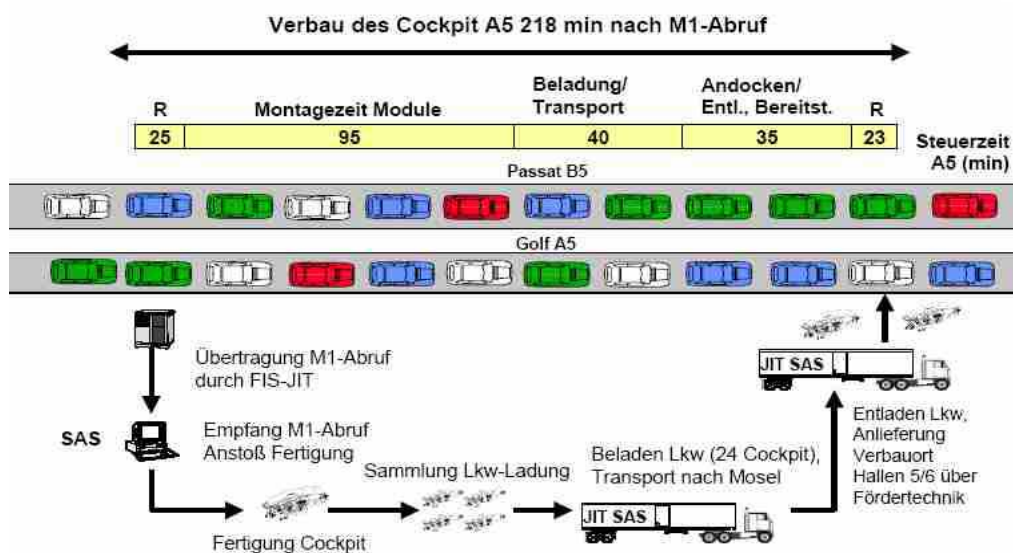 Verbau des Cockpit A5 218 min nach M1-Abruf
R
Montagezeit Module
Beladung/
Transport
Andocken/
Entl., Bereitst.
R
25
95
40
35
23
Steuerzeit
A5 (min)
Passat B5
Golf A5
Übertragung M1-Abruf
durch FIS-JIT
SAS
Empfang M1-Abruf
Anstoß Fertigung
Fertigung Cockpit
Sammlung Lkw-Ladung
Beladen Lkw (24 Cockpit),
Transport nach Mosel
JIT SAS
JIT SAS
Entladen Lkw,
Anlieferung
Verbauort
Hallen 5/6 über
Fördertechnik